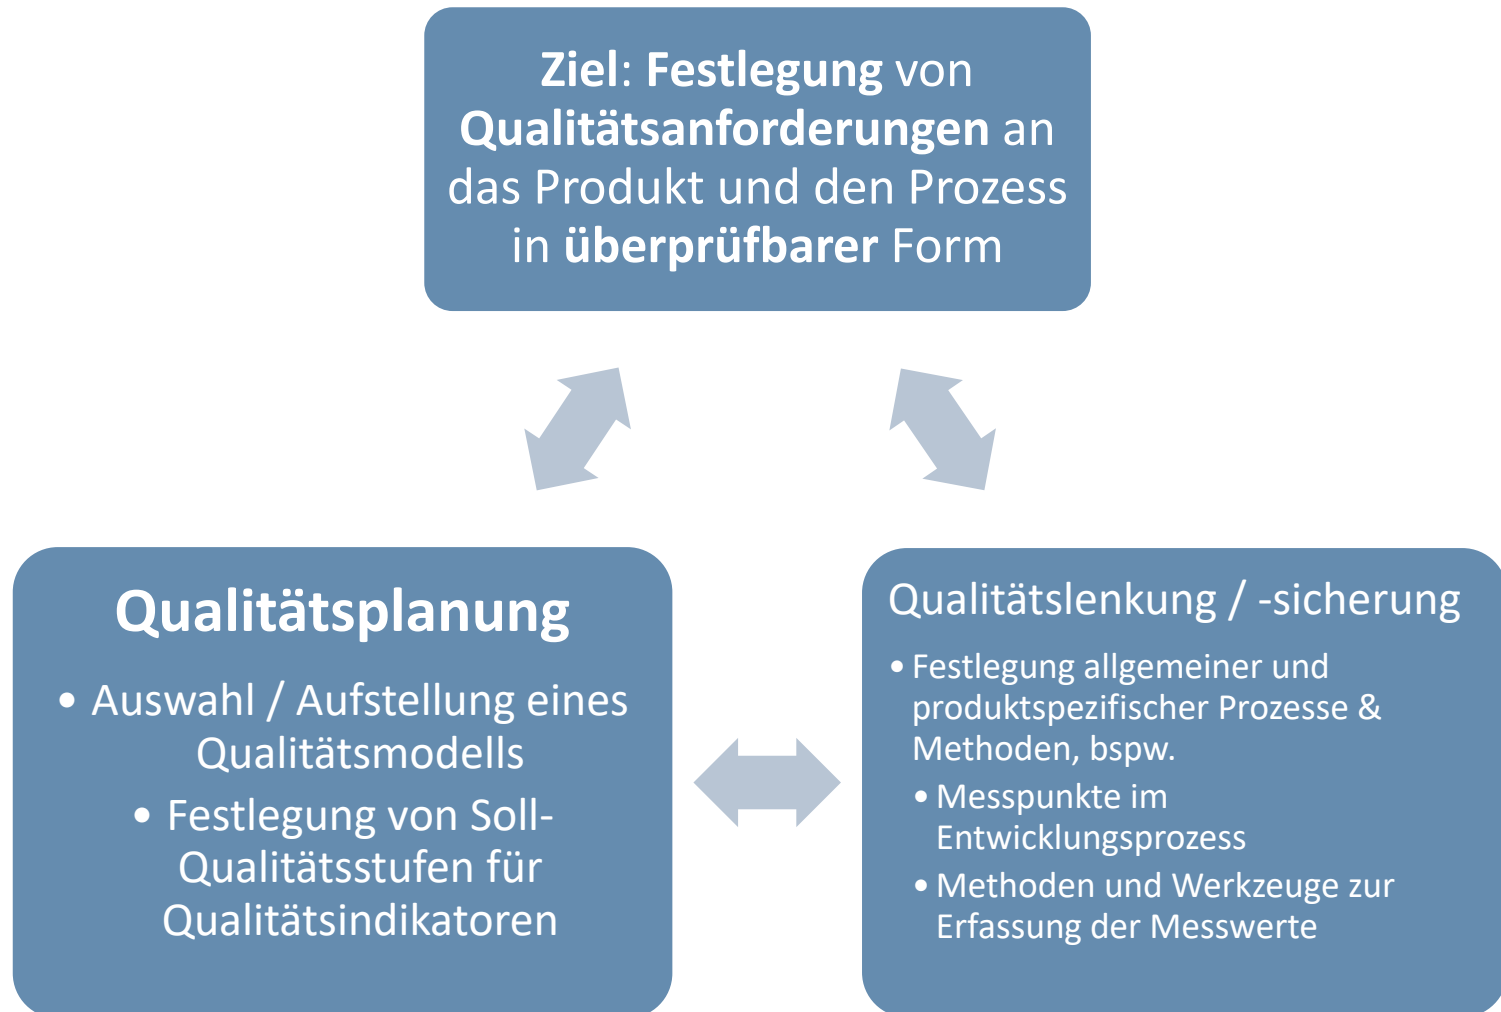 Ziel: Festlegung von
Qualitätsanforderungen an
das Produkt und den Prozess
in überprüfbarer Form
Qualitätsplanung
• Auswahl / Aufstellung eines
Qualitätsmodells
• Festlegung von Soll-
Qualitätsstufen für
Qualitätsindikatoren
Qualitätslenkung / -sicherung
• Festlegung allgemeiner und
produktspezifischer Prozesse &
Methoden, bspw.
• Messpunkte im
Entwicklungsprozess
• Methoden und Werkzeuge zur
Erfassung der Messwerte